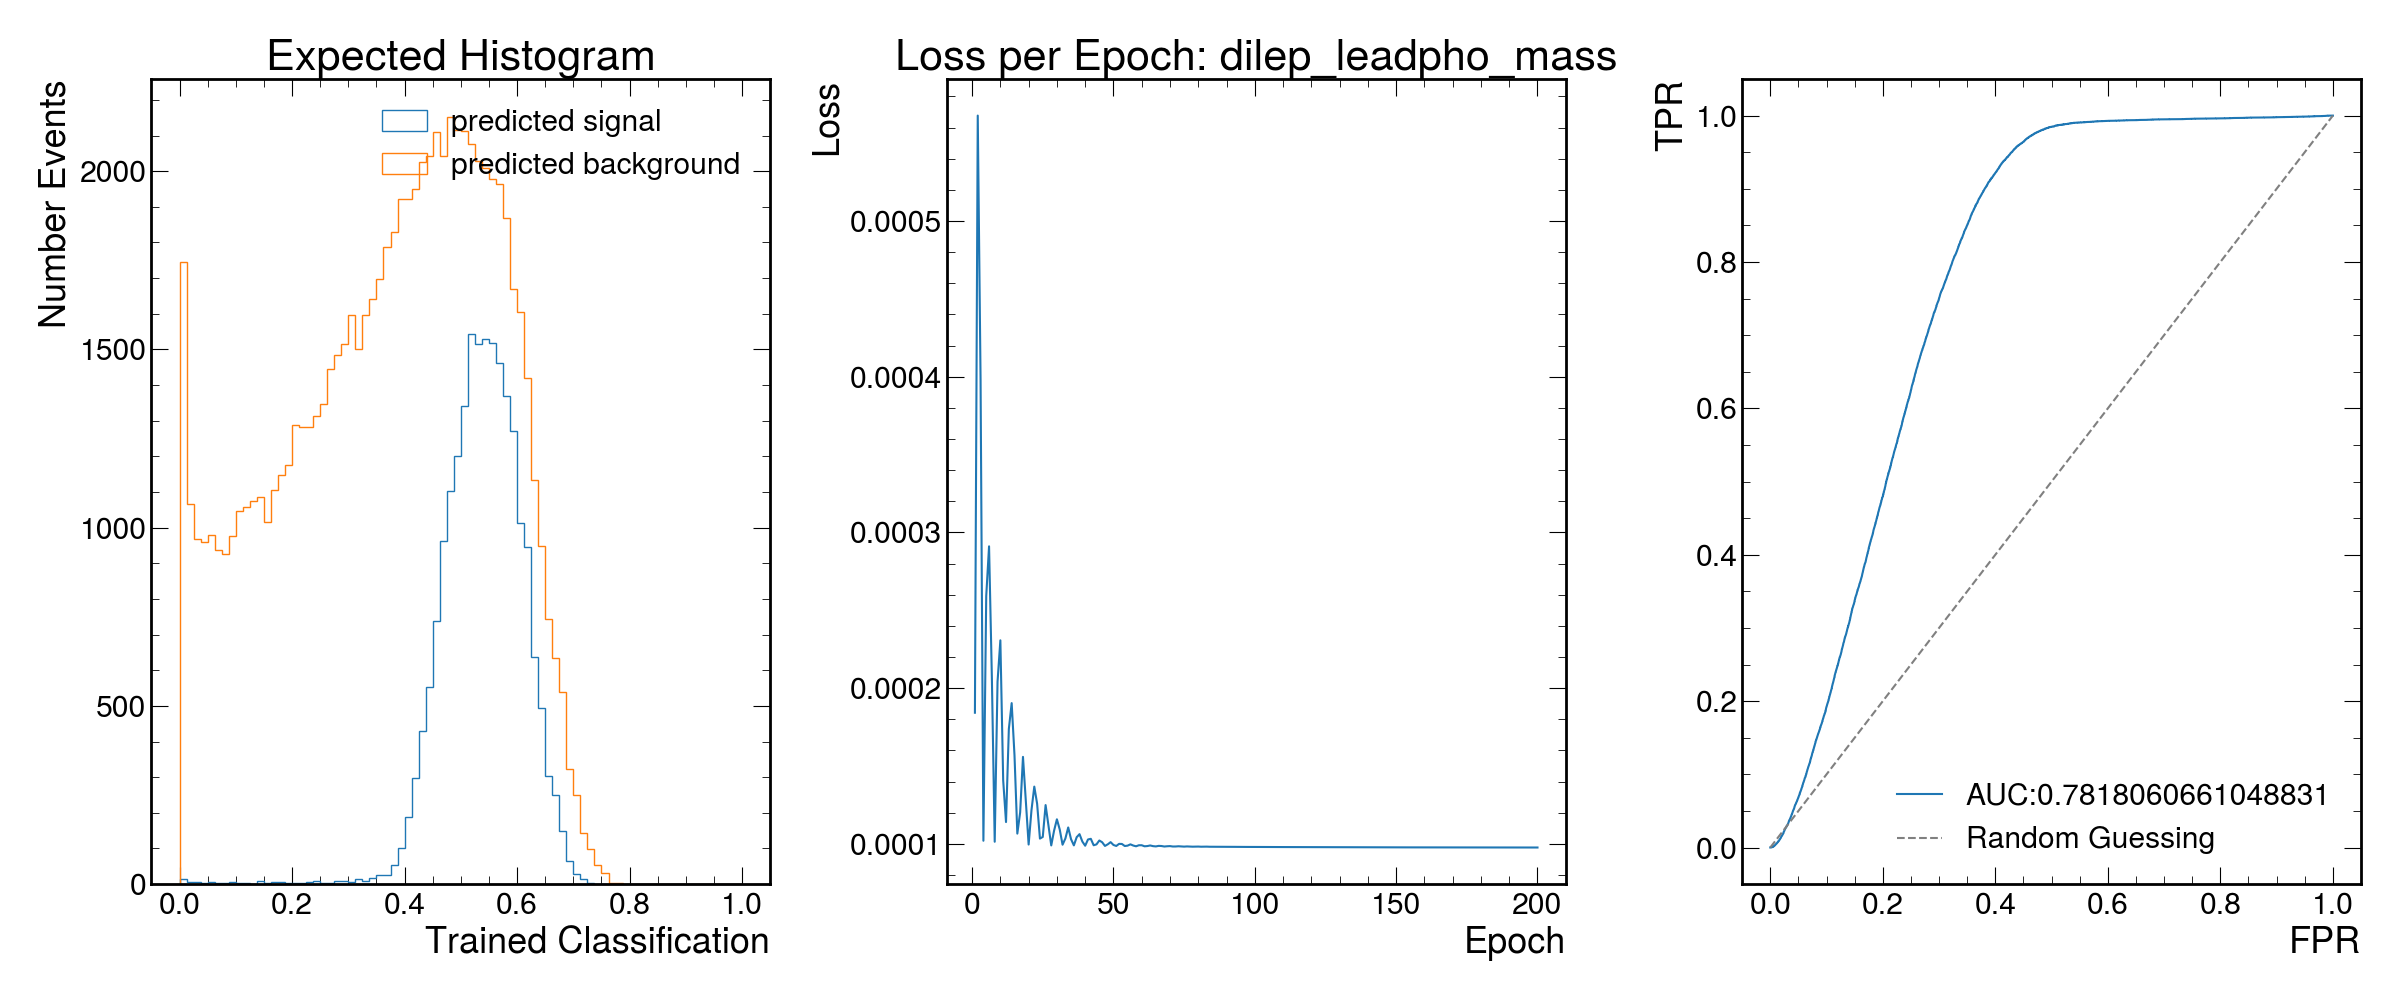 Expected Histogram
Number Events
predicted signal
predicted background
2000
1500
1000
500
0
0.0 0.2 0.4 0.6 0.8 1.0
Trained Classification
Loss per Epoch: dilep_leadpho_mass
Loss
0.0005
0.0004
0.0003
0.0002
0.0001
0 50 100 150 200
Epoch
TPR
1.0
0.8
0.6
0.4
0.2
0.0
AUC:0.7818060661048831
Random Guessing
0.0 0.2 0.4 0.6 0.8 1.0
FPR